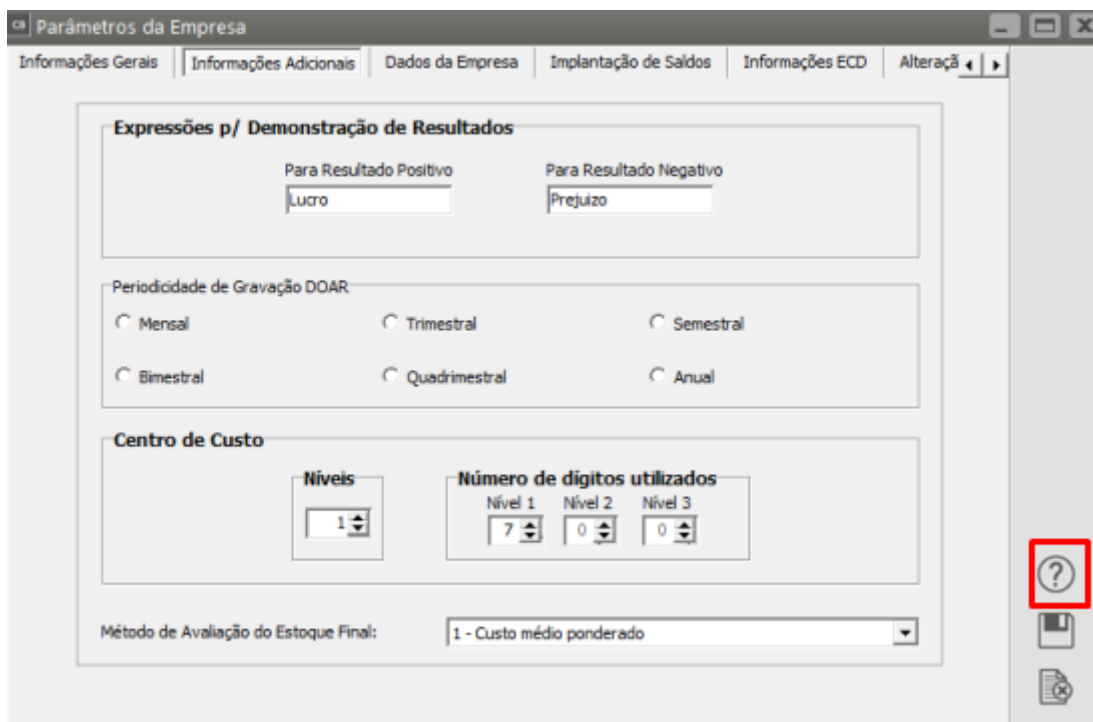 CB Parâmetros da Empresa
Informações Gerais Informações Adicionais Dados da Empresa Implantação de Saldos Informações ECD Alteraçã
Expressões p/ Demonstração de Resultados
Para Resultado Positivo Para Resultado Negativo
Lucro Prejuizo
Periodicidade de Gravação DOAR
Mensal Trimestral Semestral
Bimestral Quadrimestral Anual
Centro de Custo
Níveis Número de dígitos utilizados
Nível 1 Nível 2 Nível 3
1 7 0 0
Método de Avaliação do Estoque Final: 1 - Custo médio ponderado